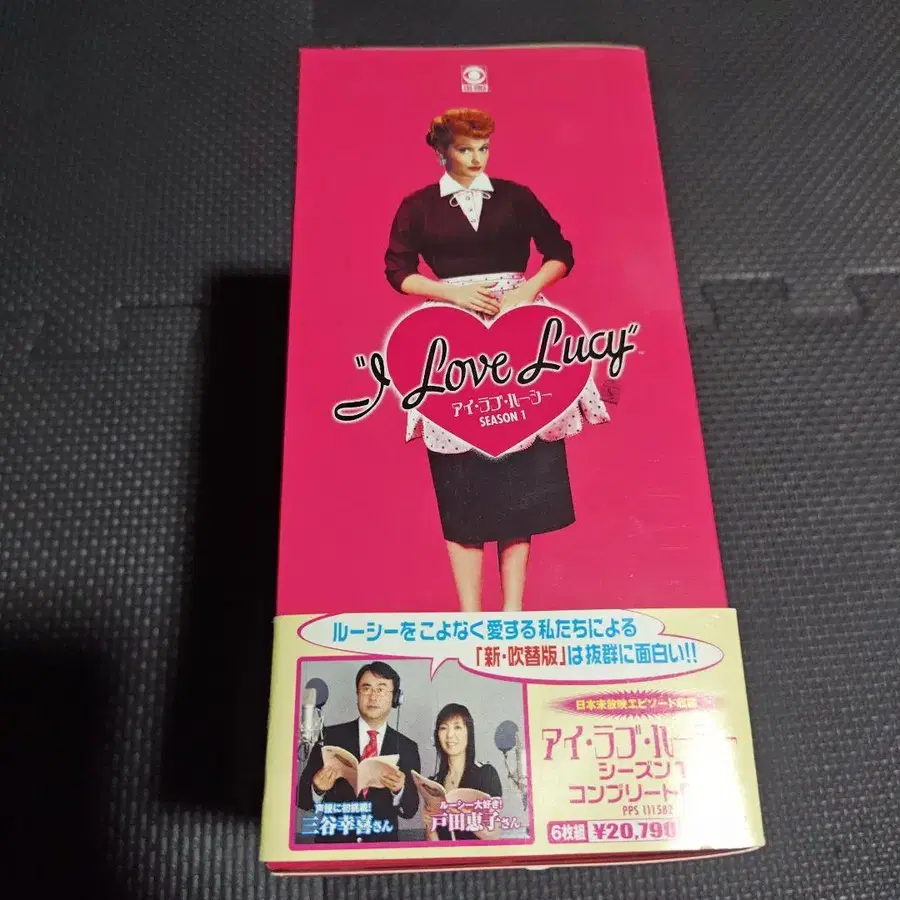 "I Love Lucy"
アイ・ラブ・ルーシー
SEASON 1
ルーシーをこよなく愛する私たちによる
「新・吹替版」は抜群に面白い!!
日本未放映エピソード収録
アイ・ラブ・ルーシー
シーズン1
コンプリート
PPS 111582
6枚組 ¥20,790
声優に初挑戦!
三谷幸喜さん
ルーシー大好き!
戸田恵子さん